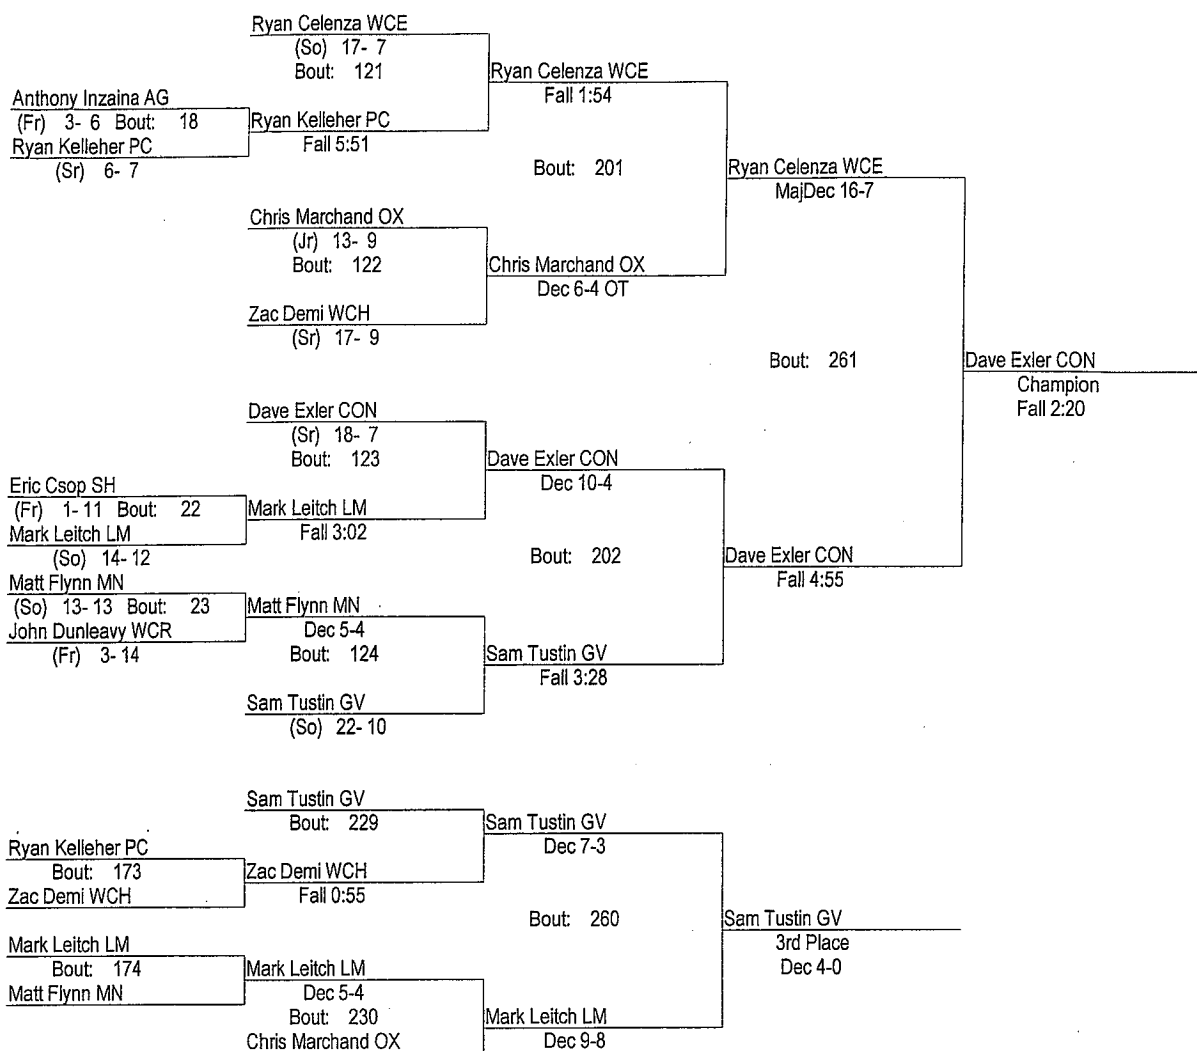 Ryan Celenza WCE
(So) 17- 7
Bout: 121
Ryan Celenza WCE
Fall 1:54
Anthony Inzaina AG
(Fr) 3- 6 Bout: 18
Ryan Kelleher PC
Ryan Kelleher PC
Fall 5:51
(Sr) 6- 7
Bout: 201
Ryan Celenza WCE
MajDec 16-7
Chris Marchand OX
(Jr) 13- 9
Bout: 122
Chris Marchand OX
Dec 6-4 OT
Zac Demi WCH
(Sr) 17- 9
Bout: 261
Dave Exler CON
Champion
Fall 2:20
Dave Exler CON
(Sr) 18- 7
Bout: 123
Dave Exler CON
Dec 10-4
Eric Csop SH
(Fr) 1- 11 Bout: 22
Mark Leitch LM
Mark Leitch LM
Fall 3:02
(So) 14- 12
Bout: 202
Dave Exler CON
Fall 4:55
Matt Flynn MN
(So) 13- 13 Bout: 23
John Dunleavy WCR
(Fr) 3- 14
Matt Flynn MN
Dec 5-4
Bout: 124
Sam Tustin GV
Fall 3:28
Sam Tustin GV
(So) 22- 10
Sam Tustin GV
Bout: 229
Sam Tustin GV
Dec 7-3
Ryan Kelleher PC
Bout: 173
Zac Demi WCH
Zac Demi WCH
Fall 0:55
Bout: 260
Sam Tustin GV
3rd Place
Dec 4-0
Mark Leitch LM
Bout: 174
Matt Flynn MN
Mark Leitch LM
Dec 5-4
Bout: 230
Chris Marchand OX
Mark Leitch LM
Dec 9-8